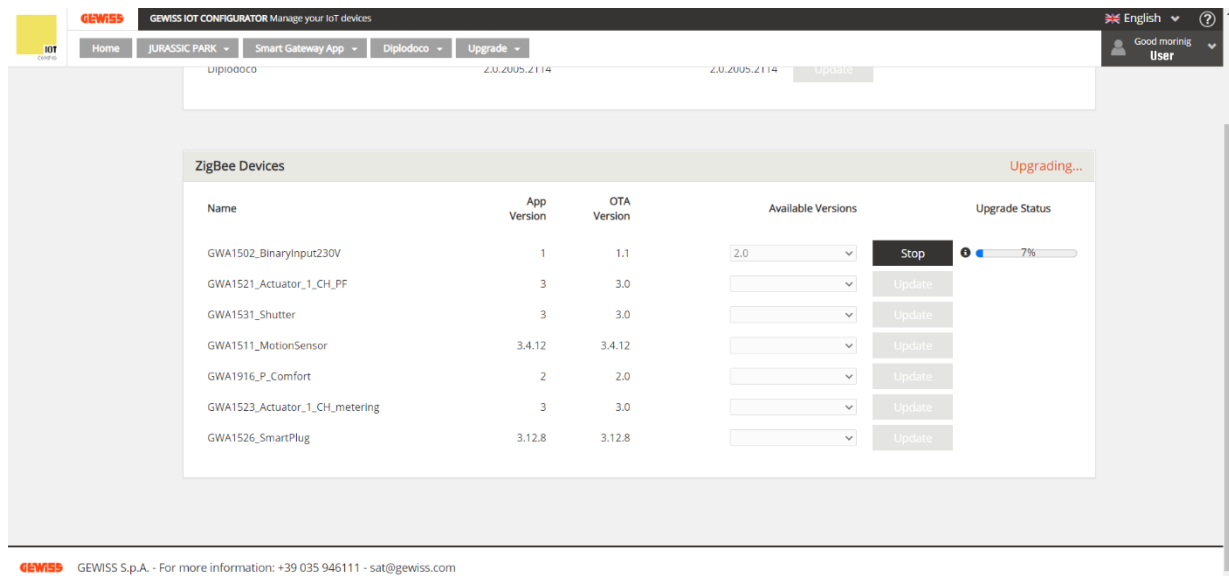 GEWISS GEWISS IOT CONFIGURATOR Manage your IoT devices English ?
IOT
Home JURASSIC PARK Smart Gateway App Diplodoco Upgrade Good morinig
User
Diplodoco 2.0.2005.2114 2.0.2005.2114 Update
ZigBee Devices Upgrading...
Name App Version OTA Version Available Versions Upgrade Status
GWA1502_BinaryInput230V 1 1.1 2.0 Stop 7%
GWA1521_Actuator_1_CH_PF 3 3.0 Update
GWA1531_Shutter 3 3.0 Update
GWA1511_MotionSensor 3.4.12 3.4.12 Update
GWA1916_P_Comfort 2 2.0 Update
GWA1523_Actuator_1_CH_metering 3 3.0 Update
GWA1526_SmartPlug 3.12.8 3.12.8 Update
GEWISS GEWISS S.p.A. - For more information: +39 035 946111 - sat@gewiss.com